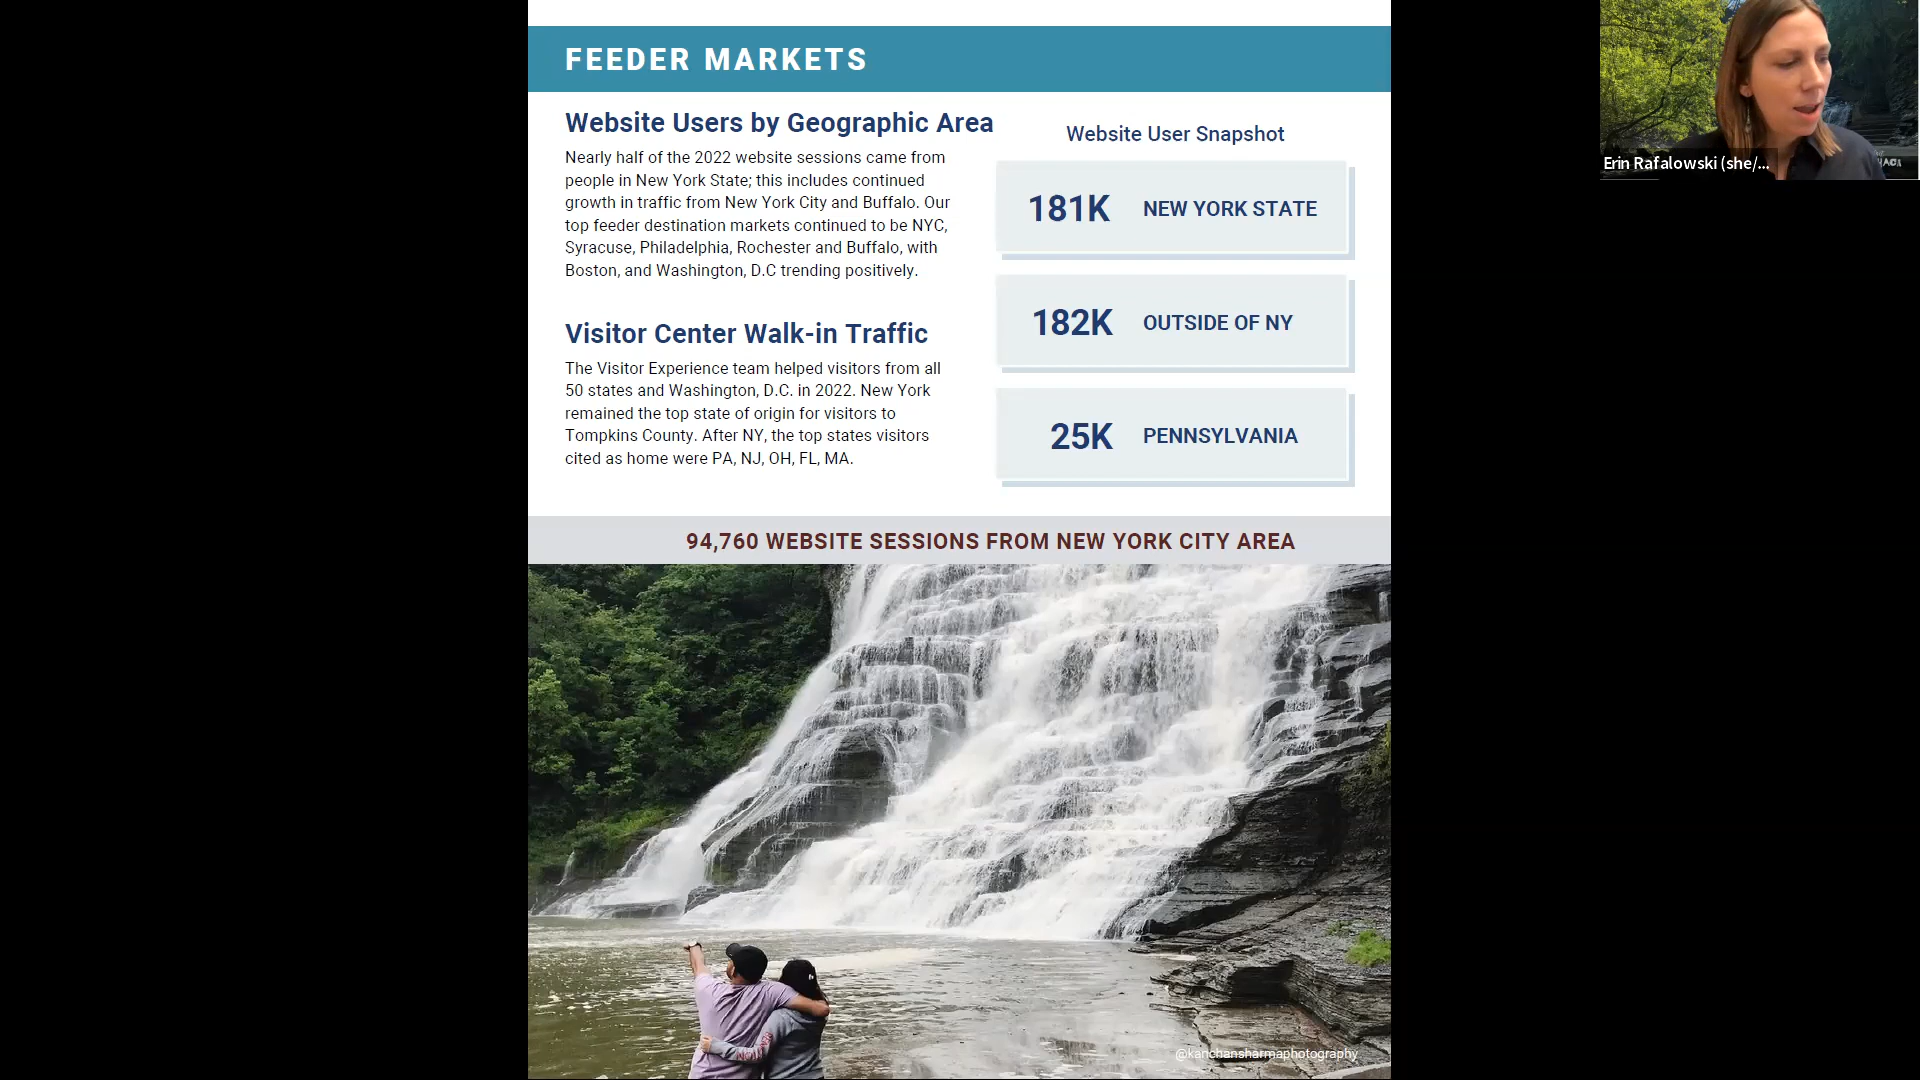 FEEDER MARKETS
Website Users by Geographic Area
Nearly half of the 2022 website sessions came from
people in New York State; this includes continued
growth in traffic from New York City and Buffalo. Our
top feeder destination markets continued to be NYC,
Syracuse, Philadelphia, Rochester and Buffalo, with
Boston, and Washington, D.C trending positively.
Visitor Center Walk-in Traffic
The Visitor Experience team helped visitors from all
50 states and Washington, D.C. in 2022. New York
remained the top state of origin for visitors to
Tompkins County. After NY, the top states visitors
cited as home were PA, NJ, OH, FL, MA.
Website User Snapshot
181K NEW YORK STATE
182K OUTSIDE OF NY
25K PENNSYLVANIA
94,760 WEBSITE SESSIONS FROM NEW YORK CITY AREA
@kanchansharmaphotography
Erin Rafalowski (she/...